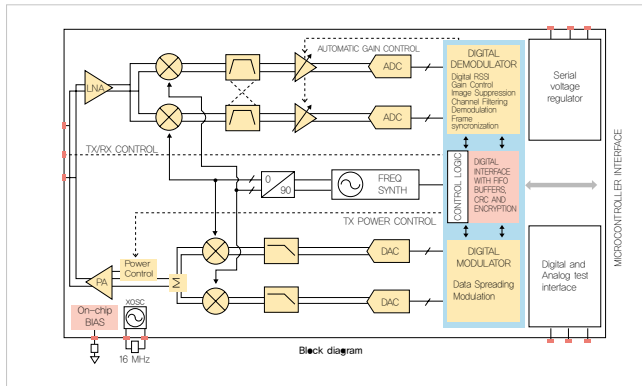 AUTOMATIC GAIN CONTROL
LNA
ADC
ADC
DIGITAL
DEMODULATOR
Digital RSSI
Gain Control
Image Suppression
Channel Filtering
Demodulation
Frame
syncronization
Serial
voltage
regulator
TX/RX CONTROL
0
90
FREQ
SYNTH
CONTROL LOGIC
DIGITAL
INTERFACE
WITH FIFO
BUFFERS,
CRC AND
ENCRYPTION
MICROCONTROLLER INTERFACE
TX POWER CONTROL
Power
Control
PA
Σ
DAC
DAC
DIGITAL
MODULATOR
Data Spreading
Modulation
Digital and
Analog test
interface
On-chip
BIAS
XOSC
16 MHz
Block diagram